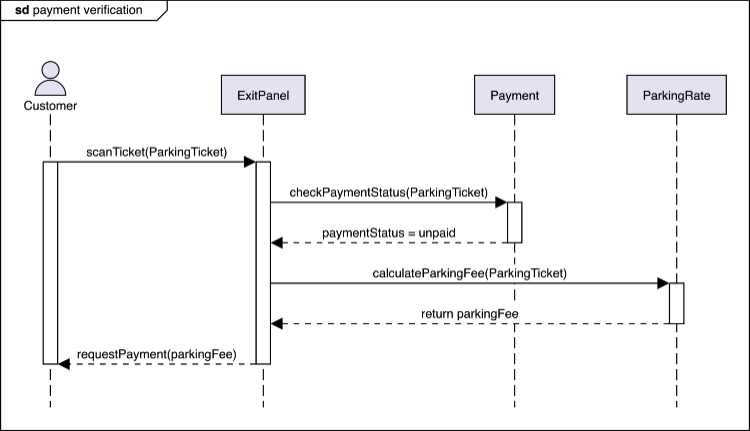 sd payment verification
Customer
ExitPanel
Payment
ParkingRate
scanTicket(ParkingTicket)
checkPaymentStatus(ParkingTicket)
paymentStatus = unpaid
calculateParkingFee(ParkingTicket)
return parkingFee
requestPayment(parkingFee)